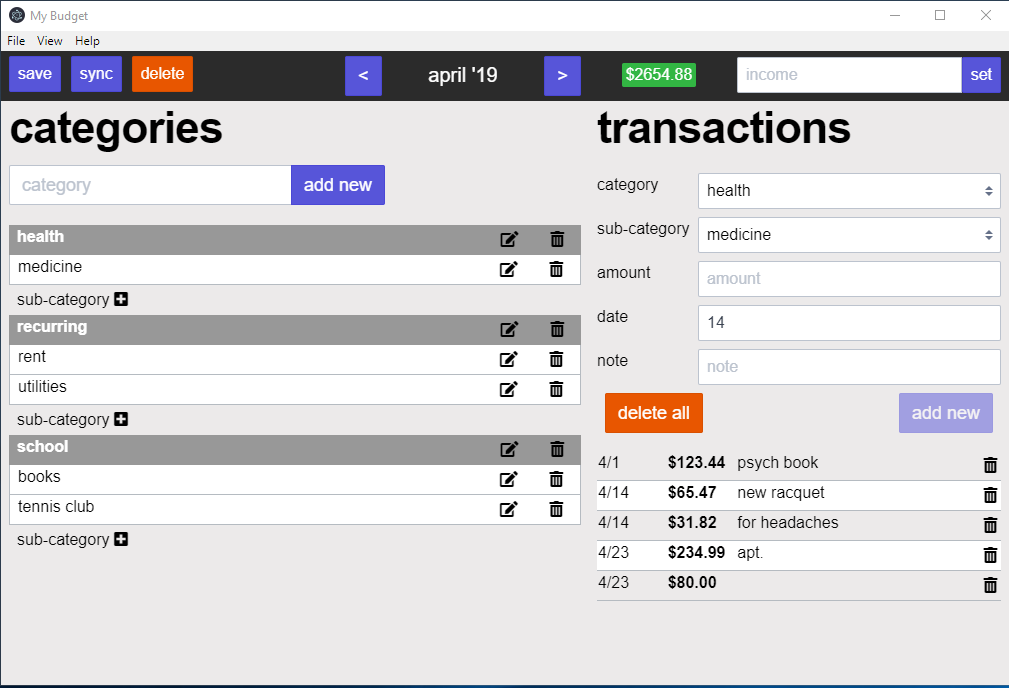 My Budget
File View Help
save sync delete < april '19 > $2654.88 income set
categories
category add new
health
medicine
sub-category
recurring
rent
utilities
sub-category
school
books
tennis club
sub-category
transactions
category health
sub-category medicine
amount amount
date 14
note note
delete all add new
4/1 $123.44 psych book
4/14 $65.47 new racquet
4/14 $31.82 for headaches
4/23 $234.99 apt.
4/23 $80.00